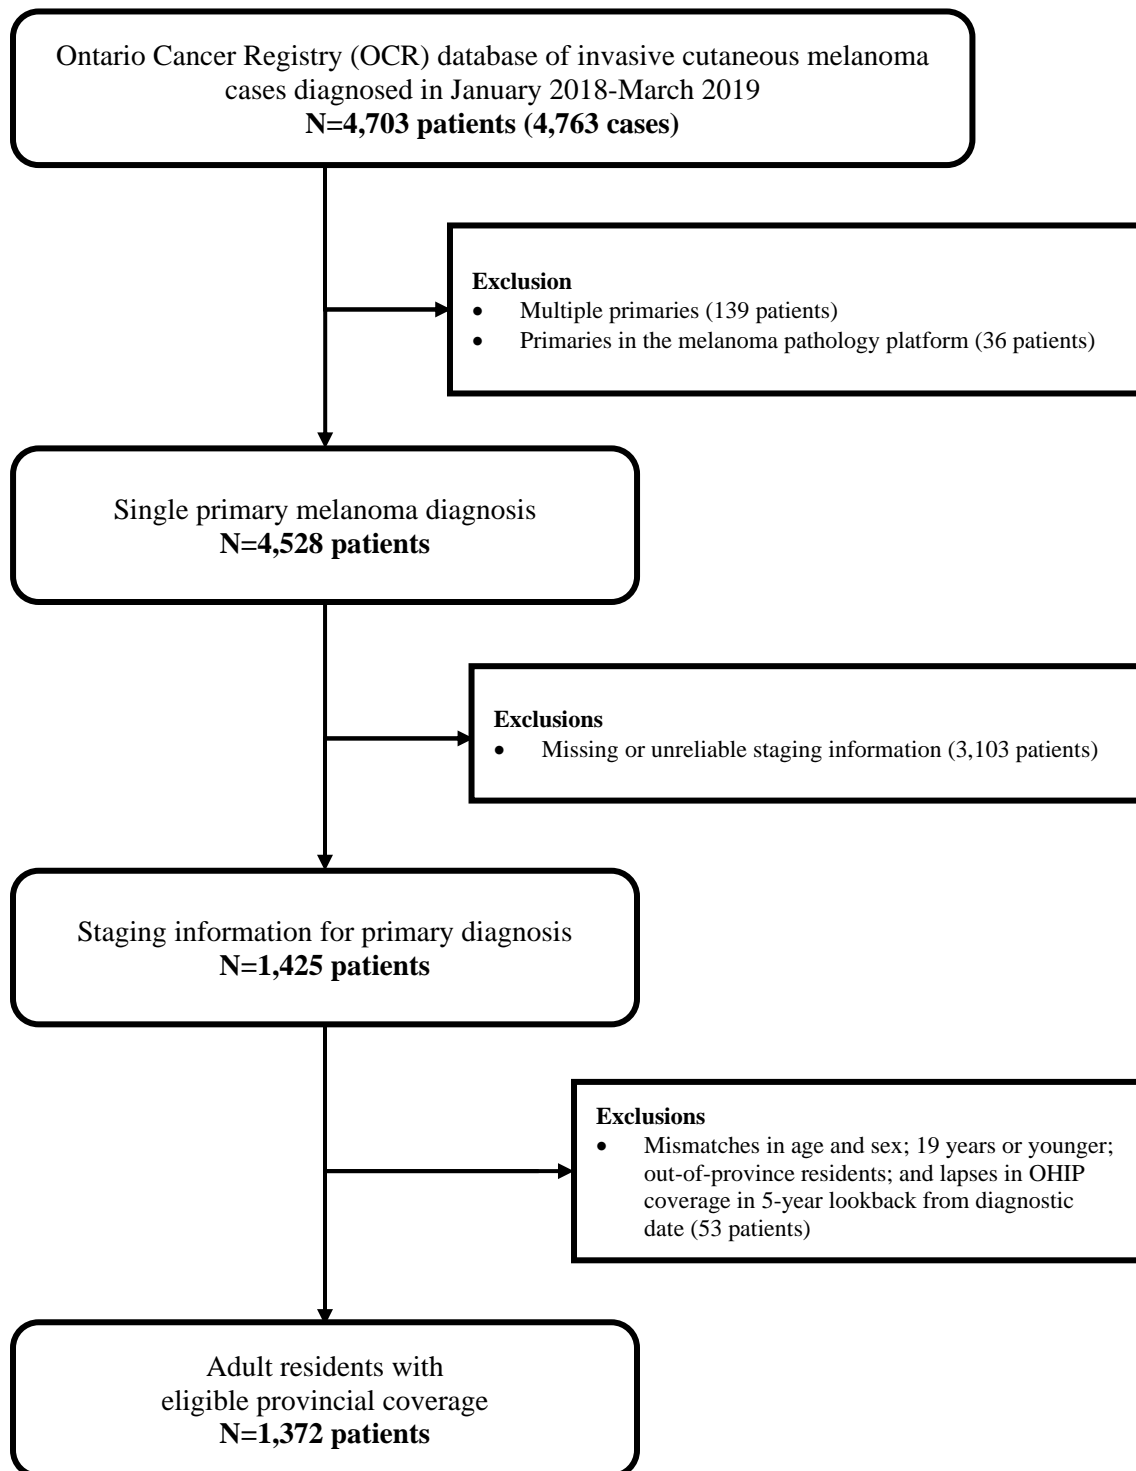 Ontario Cancer Registry (OCR) database of invasive cutaneous melanoma
cases diagnosed in January 2018-March 2019
N=4,703 patients (4,763 cases)
Exclusion
• Multiple primaries (139 patients)
• Primaries in the melanoma pathology platform (36 patients)
Single primary melanoma diagnosis
N=4,528 patients
Exclusions
• Missing or unreliable staging information (3,103 patients)
Staging information for primary diagnosis
N=1,425 patients
Exclusions
• Mismatches in age and sex; 19 years or younger;
out-of-province residents; and lapses in OHIP
coverage in 5-year lookback from diagnostic
date (53 patients)
Adult residents with
eligible provincial coverage
N=1,372 patients